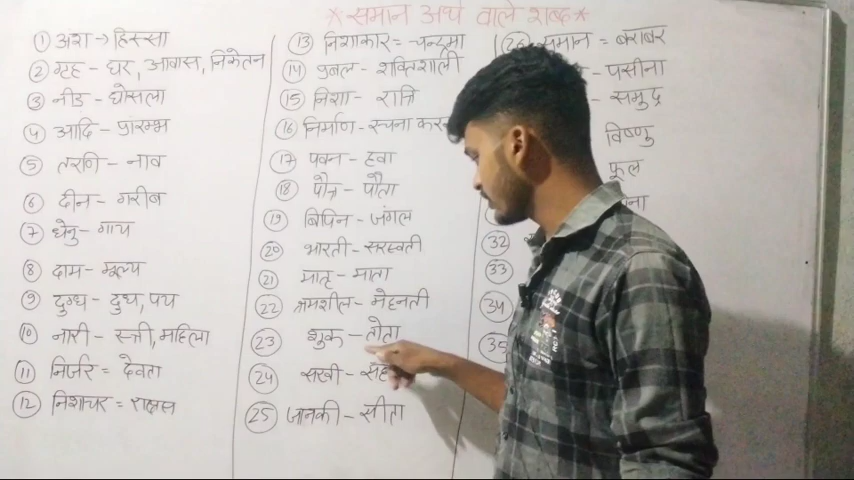 *समान अर्थ वाले शब्द*
① अंश → हिस्सा
② गृह - घर, आवास, निकेतन
③ नीड - घोसला
④ आदि - प्रारम्भ
⑤ तरणि - नाव
⑥ दीन - गरीब
⑦ धेनु - गाय
⑧ दाम - मूल्य
⑨ दुग्ध - दुध, पय
⑩ नारी - स्त्री, महिला
⑪ निर्जर = देवता
⑫ निशाचर = राक्षस
⑬ निशाकार = चन्द्रमा
⑭ प्रबल - शक्तिशाली
⑮ निशा - रात्रि
⑯ निर्माण - रचना
⑰ पवन - हवा
⑱ पौत्र - पौता
⑲ बिपिन - जंगल
⑳ भारती - सरस्वती
㉑ मातृ - माता
㉒ श्रमशील - मेहनती
㉓ शुक - तोता
㉔ सखी -
㉕ जानकी - सीता
समान = बराबर
- पसीना
- समुद्र
विष्णु
फूल
㉜
㉝
㉞
㉟